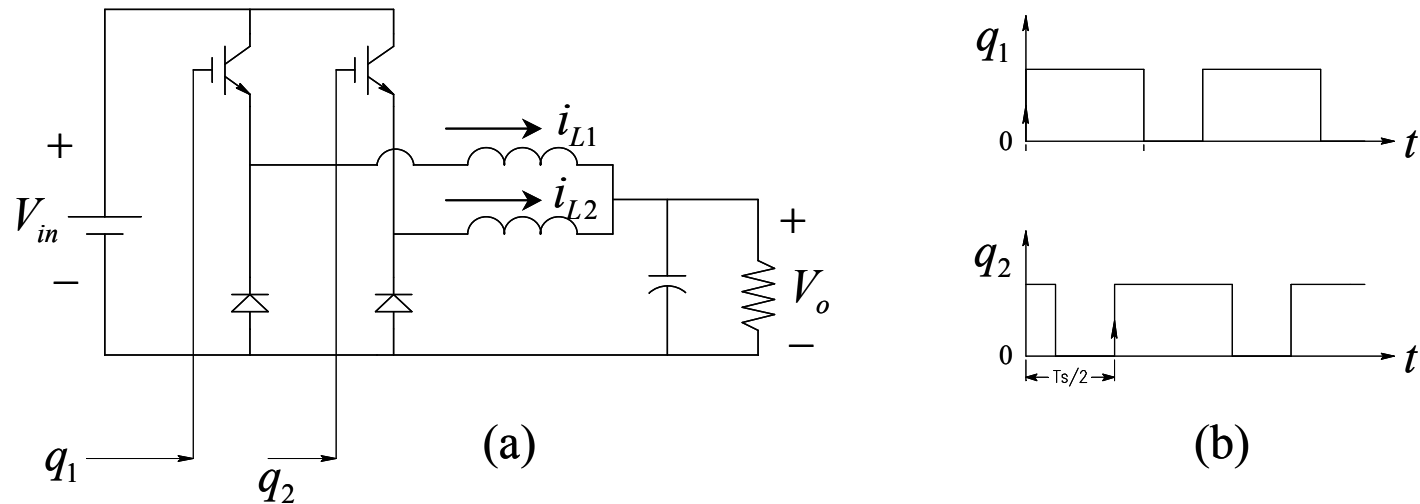 +
V_in
−
i_L1
i_L2
+
V_o
−
q_1
q_2
(a)
q_1
0
t
q_2
0
t
Ts/2
(b)